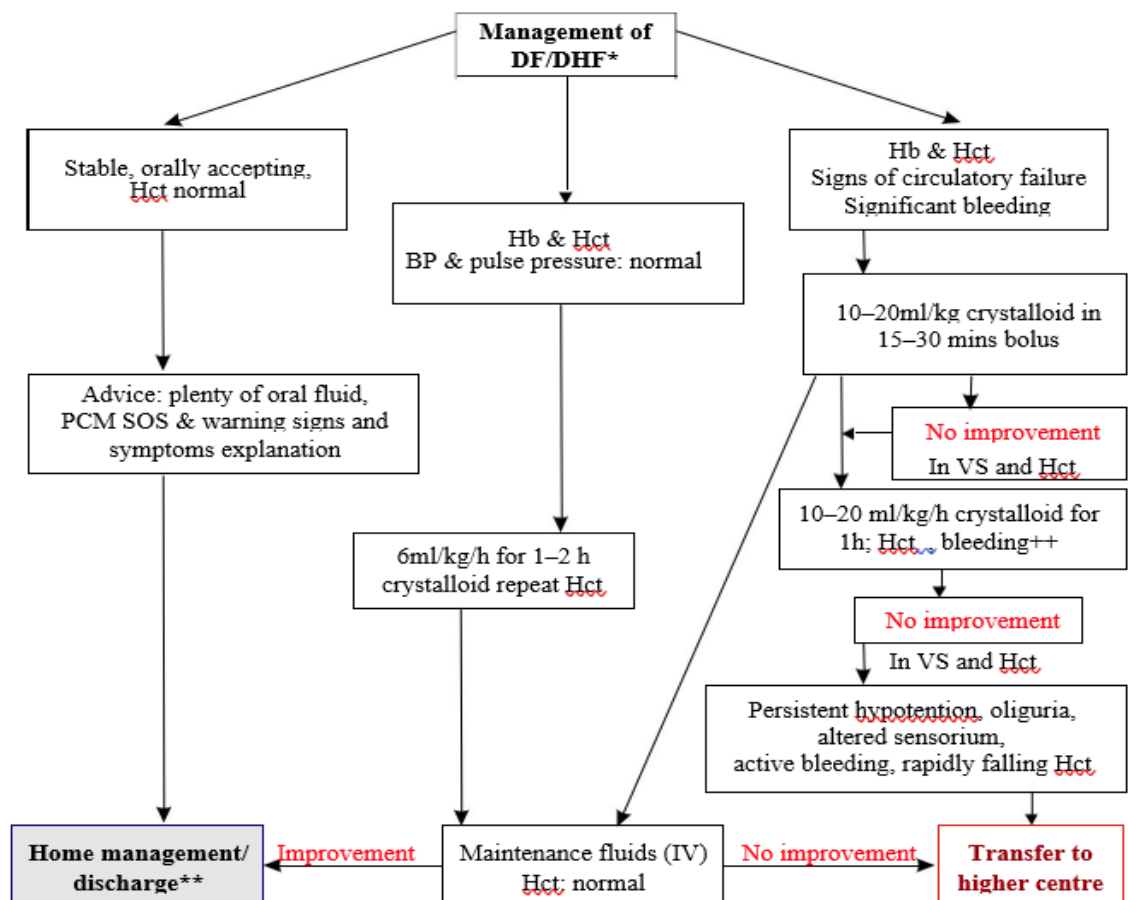 Management of
DF/DHF*
Stable, orally accepting,
Hct normal
Hb & Hct
BP & pulse pressure: normal
Hb & Hct
Signs of circulatory failure
Significant bleeding
10–20ml/kg crystalloid in
15–30 mins bolus
Advice: plenty of oral fluid,
PCM SOS & warning signs and
symptoms explanation
No improvement
In VS and Hct
10–20 ml/kg/h crystalloid for
1h; Hct, bleeding++
6ml/kg/h for 1–2 h
crystalloid repeat Hct
No improvement
In VS and Hct
Persistent hypotention, oliguria,
altered sensorium,
active bleeding, rapidly falling Hct
Home management/
discharge**
Improvement
Maintenance fluids (IV)
Hct: normal
No improvement
Transfer to
higher centre